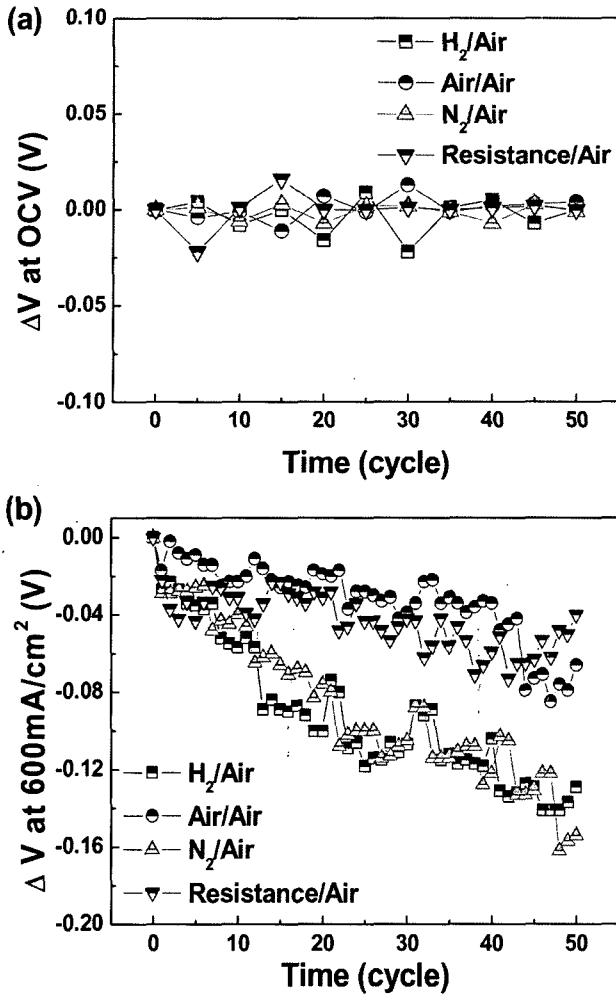 (a)
0.10
0.05
0.00
-0.05
-0.10
ΔV at OCV (V)
H₂/Air
Air/Air
N₂/Air
Resistance/Air
0 10 20 30 40 50
Time (cycle)
(b)
0.00
-0.04
-0.08
-0.12
-0.16
-0.20
Δ V at 600mA/cm² (V)
H₂/Air
Air/Air
N₂/Air
Resistance/Air
0 10 20 30 40 50
Time (cycle)